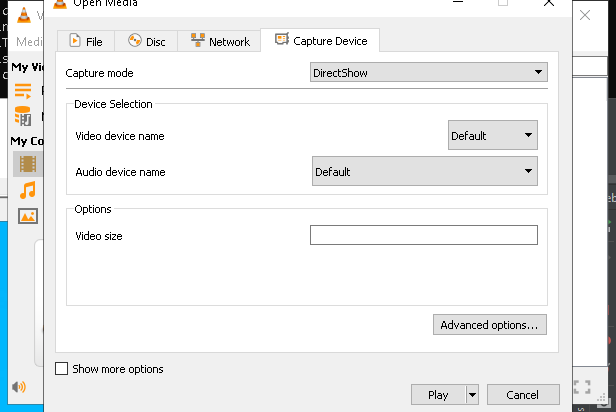 Open Media
Medi
File
Disc
Network
Capture Device
My Vi
My Co
Capture mode
DirectShow
Device Selection
Video device name
Default
Audio device name
Default
Options
Video size
Advanced options...
Show more options
Play
Cancel